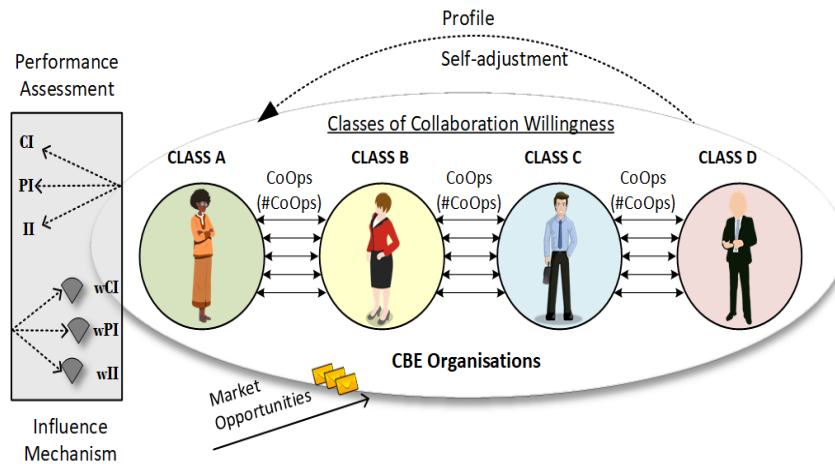 Profile
Self-adjustment
Performance
Assessment
CI
PI
II
wCI
wPI
wII
Influence
Mechanism
Classes of Collaboration Willingness
CLASS A
CLASS B
CLASS C
CLASS D
CoOps
(#CoOps)
CoOps
(#CoOps)
CoOps
(#CoOps)
CBE Organisations
Market
Opportunities